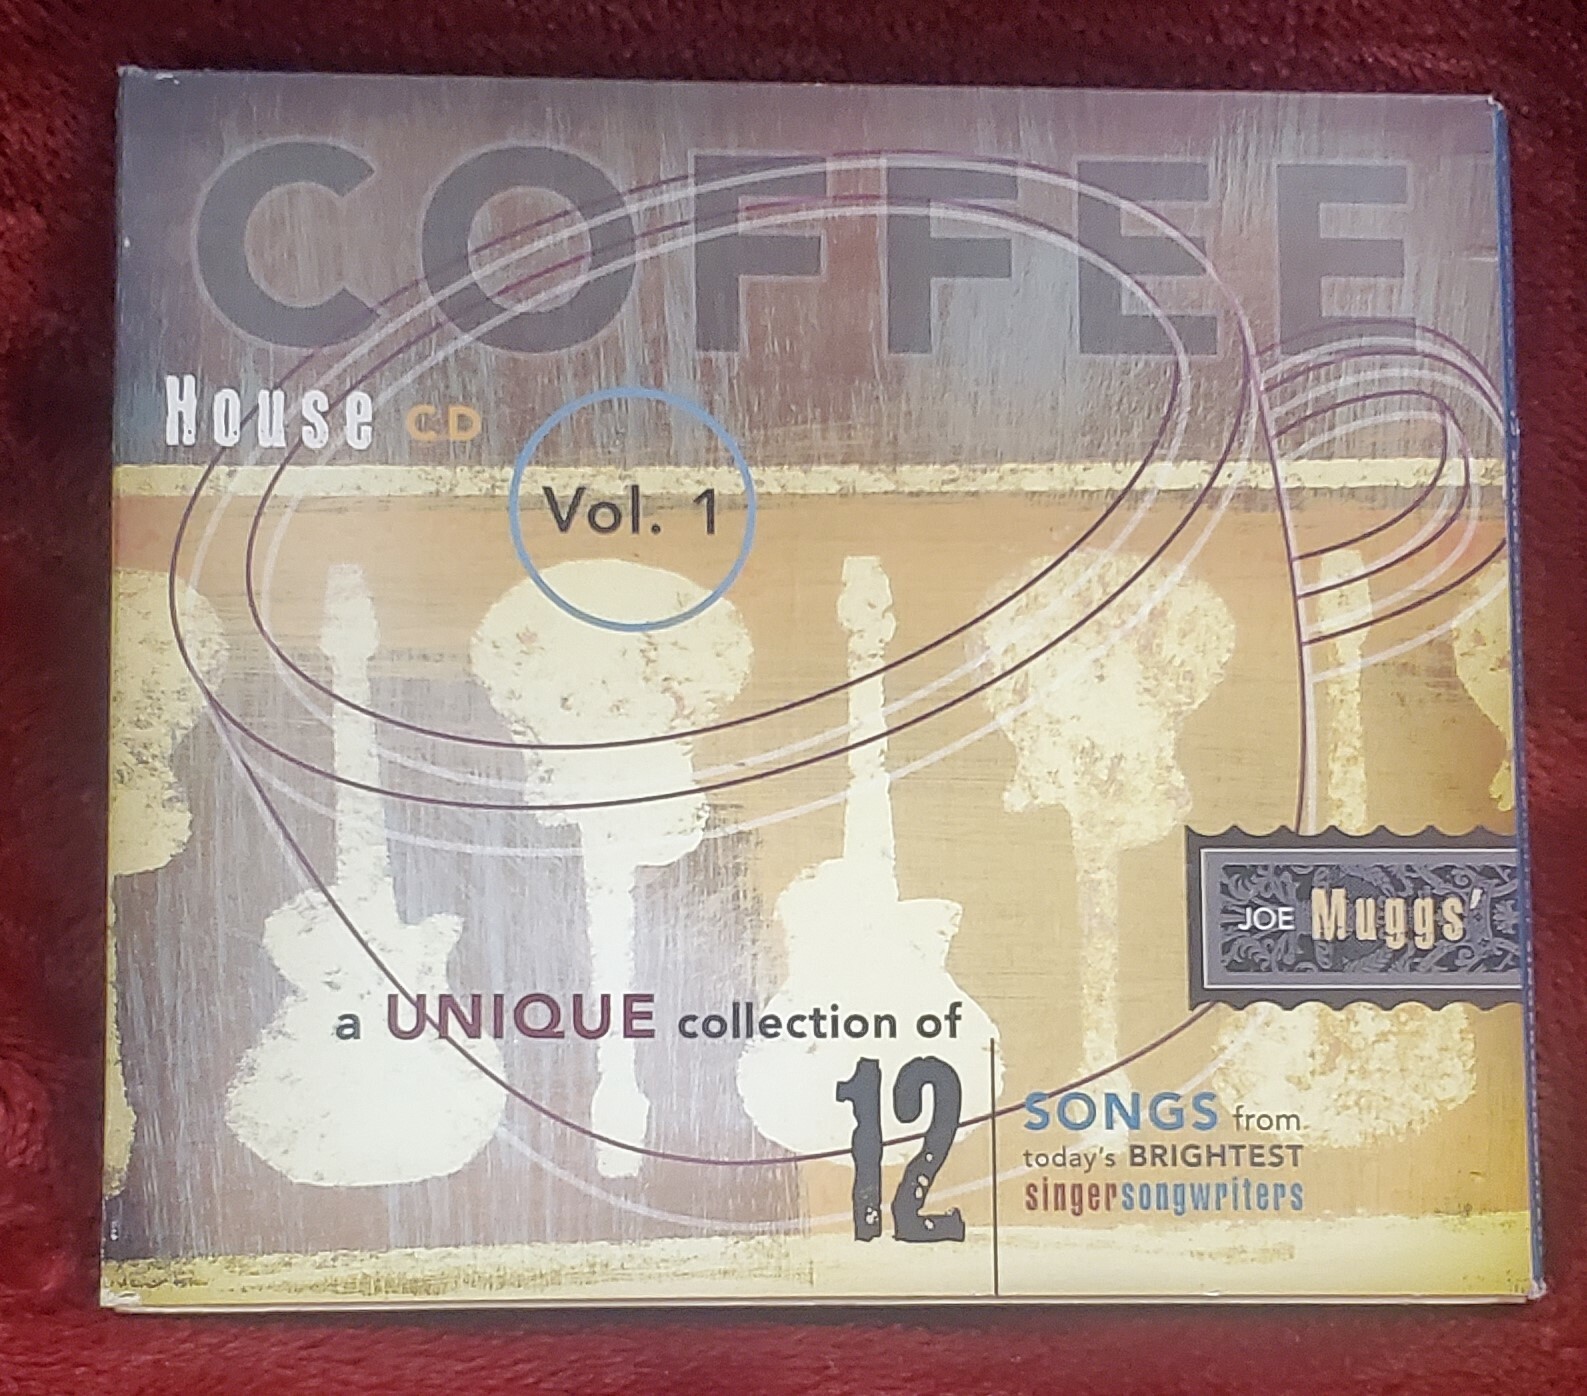 COFFEE
House CD
Vol. 1
JOE Muggs'
a UNIQUE collection of
12
SONGS from
today's BRIGHTEST
singersongwriters